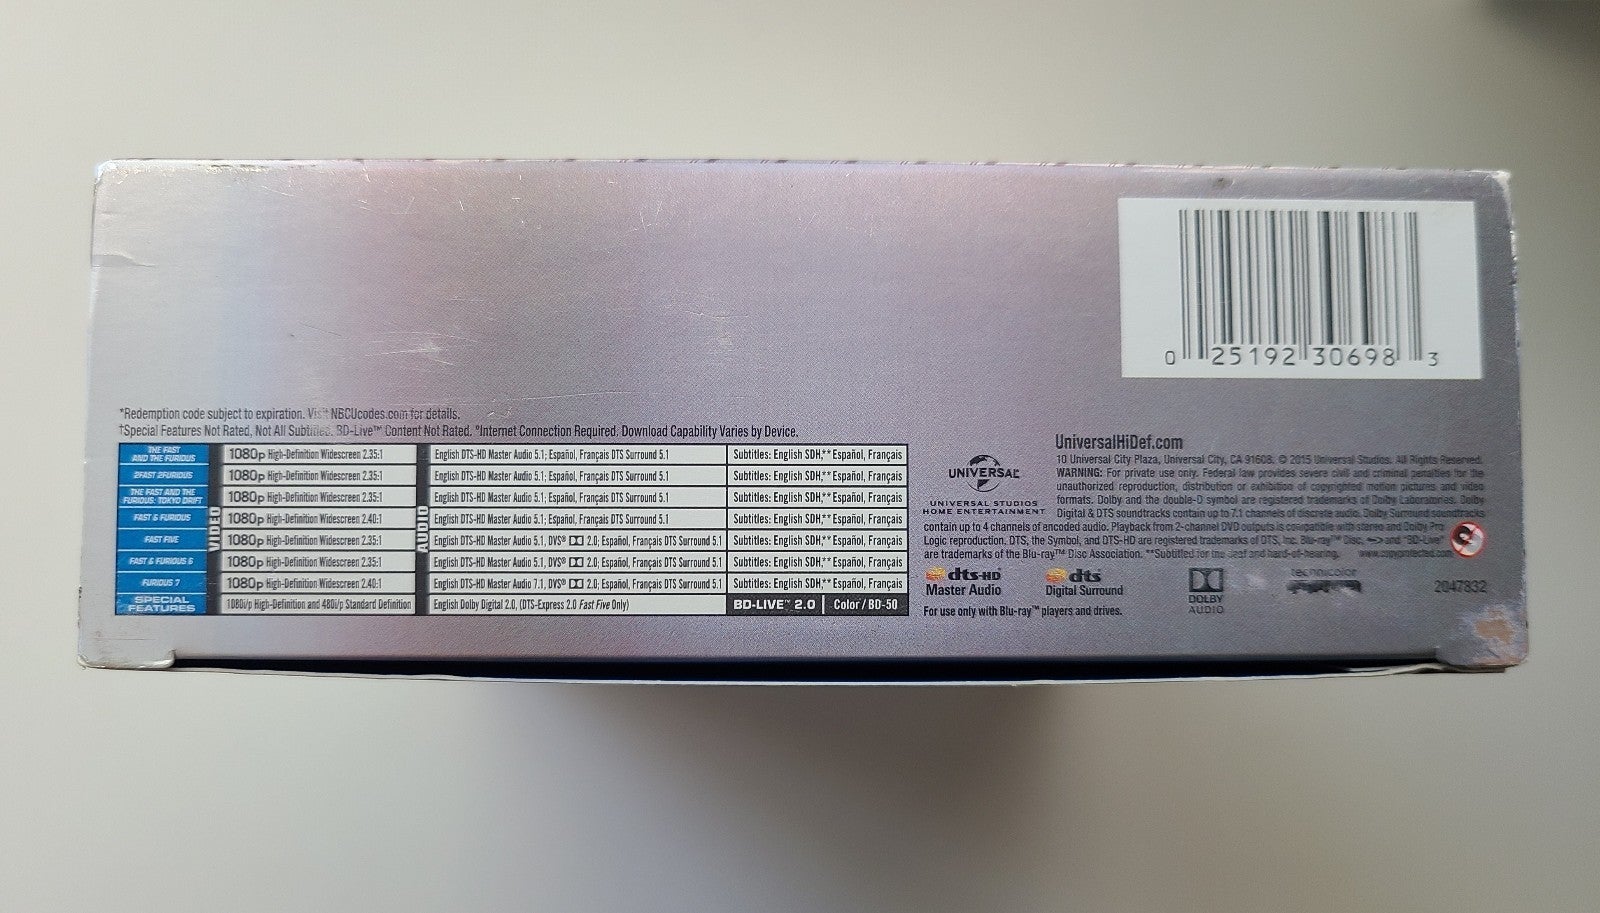 0 25192 30698 3
*Redemption code subject to expiration. Visit NBCUcodes.com for details.
†Special Features Not Rated, Not All Subtitled. BD-Live™ Content Not Rated. °Internet Connection Required. Download Capability Varies by Device.
VIDEO
AUDIO
THE FAST AND THE FURIOUS 1080p High-Definition Widescreen 2.35:1 English DTS-HD Master Audio 5.1; Español, Français DTS Surround 5.1 Subtitles: English SDH,** Español, Français
2FAST 2FURIOUS 1080p High-Definition Widescreen 2.35:1 English DTS-HD Master Audio 5.1; Español, Français DTS Surround 5.1 Subtitles: English SDH,** Español, Français
THE FAST AND THE FURIOUS: TOKYO DRIFT 1080p High-Definition Widescreen 2.35:1 English DTS-HD Master Audio 5.1; Español, Français DTS Surround 5.1 Subtitles: English SDH,** Español, Français
FAST & FURIOUS 1080p High-Definition Widescreen 2.40:1 English DTS-HD Master Audio 5.1; Español, Français DTS Surround 5.1 Subtitles: English SDH,** Español, Français
FAST FIVE 1080p High-Definition Widescreen 2.35:1 English DTS-HD Master Audio 5.1, DVS® 2.0; Español, Français DTS Surround 5.1 Subtitles: English SDH,** Español, Français
FAST & FURIOUS 6 1080p High-Definition Widescreen 2.35:1 English DTS-HD Master Audio 5.1, DVS® 2.0; Español, Français DTS Surround 5.1 Subtitles: English SDH,** Español, Français
FURIOUS 7 1080p High-Definition Widescreen 2.40:1 English DTS-HD Master Audio 7.1, DVS® 2.0; Español, Français DTS Surround 5.1 Subtitles: English SDH,** Español, Français
SPECIAL FEATURES 1080i/p High-Definition and 480i/p Standard Definition English Dolby Digital 2.0, (DTS-Express 2.0 Fast Five Only) BD-LIVE™ 2.0 Color/BD-50
UNIVERSAL
UNIVERSAL STUDIOS
HOME ENTERTAINMENT
UniversalHiDef.com
10 Universal City Plaza, Universal City, CA 91608. © 2015 Universal Studios. All Rights Reserved.
WARNING: For private use only. Federal law provides severe civil and criminal penalties for the
unauthorized reproduction, distribution or exhibition of copyrighted motion pictures and video
formats. Dolby and the double-D symbol are registered trademarks of Dolby Laboratories. Dolby
Digital & DTS soundtracks contain up to 7.1 channels of discrete audio. Dolby Surround soundtracks
contain up to 4 channels of encoded audio. Playback from 2-channel DVD outputs is compatible with stereo and Dolby Pro
Logic reproduction. DTS, the Symbol, and DTS-HD are registered trademarks of DTS, Inc. Blu-ray™ Disc, and "BD-Live"
are trademarks of the Blu-ray™ Disc Association. **Subtitled for the deaf and hard-of-hearing. www.copyprotected.com
dts-HD
Master Audio
dts
Digital Surround
DOLBY
AUDIO
technicolor
2047832
For use only with Blu-ray™ players and drives.